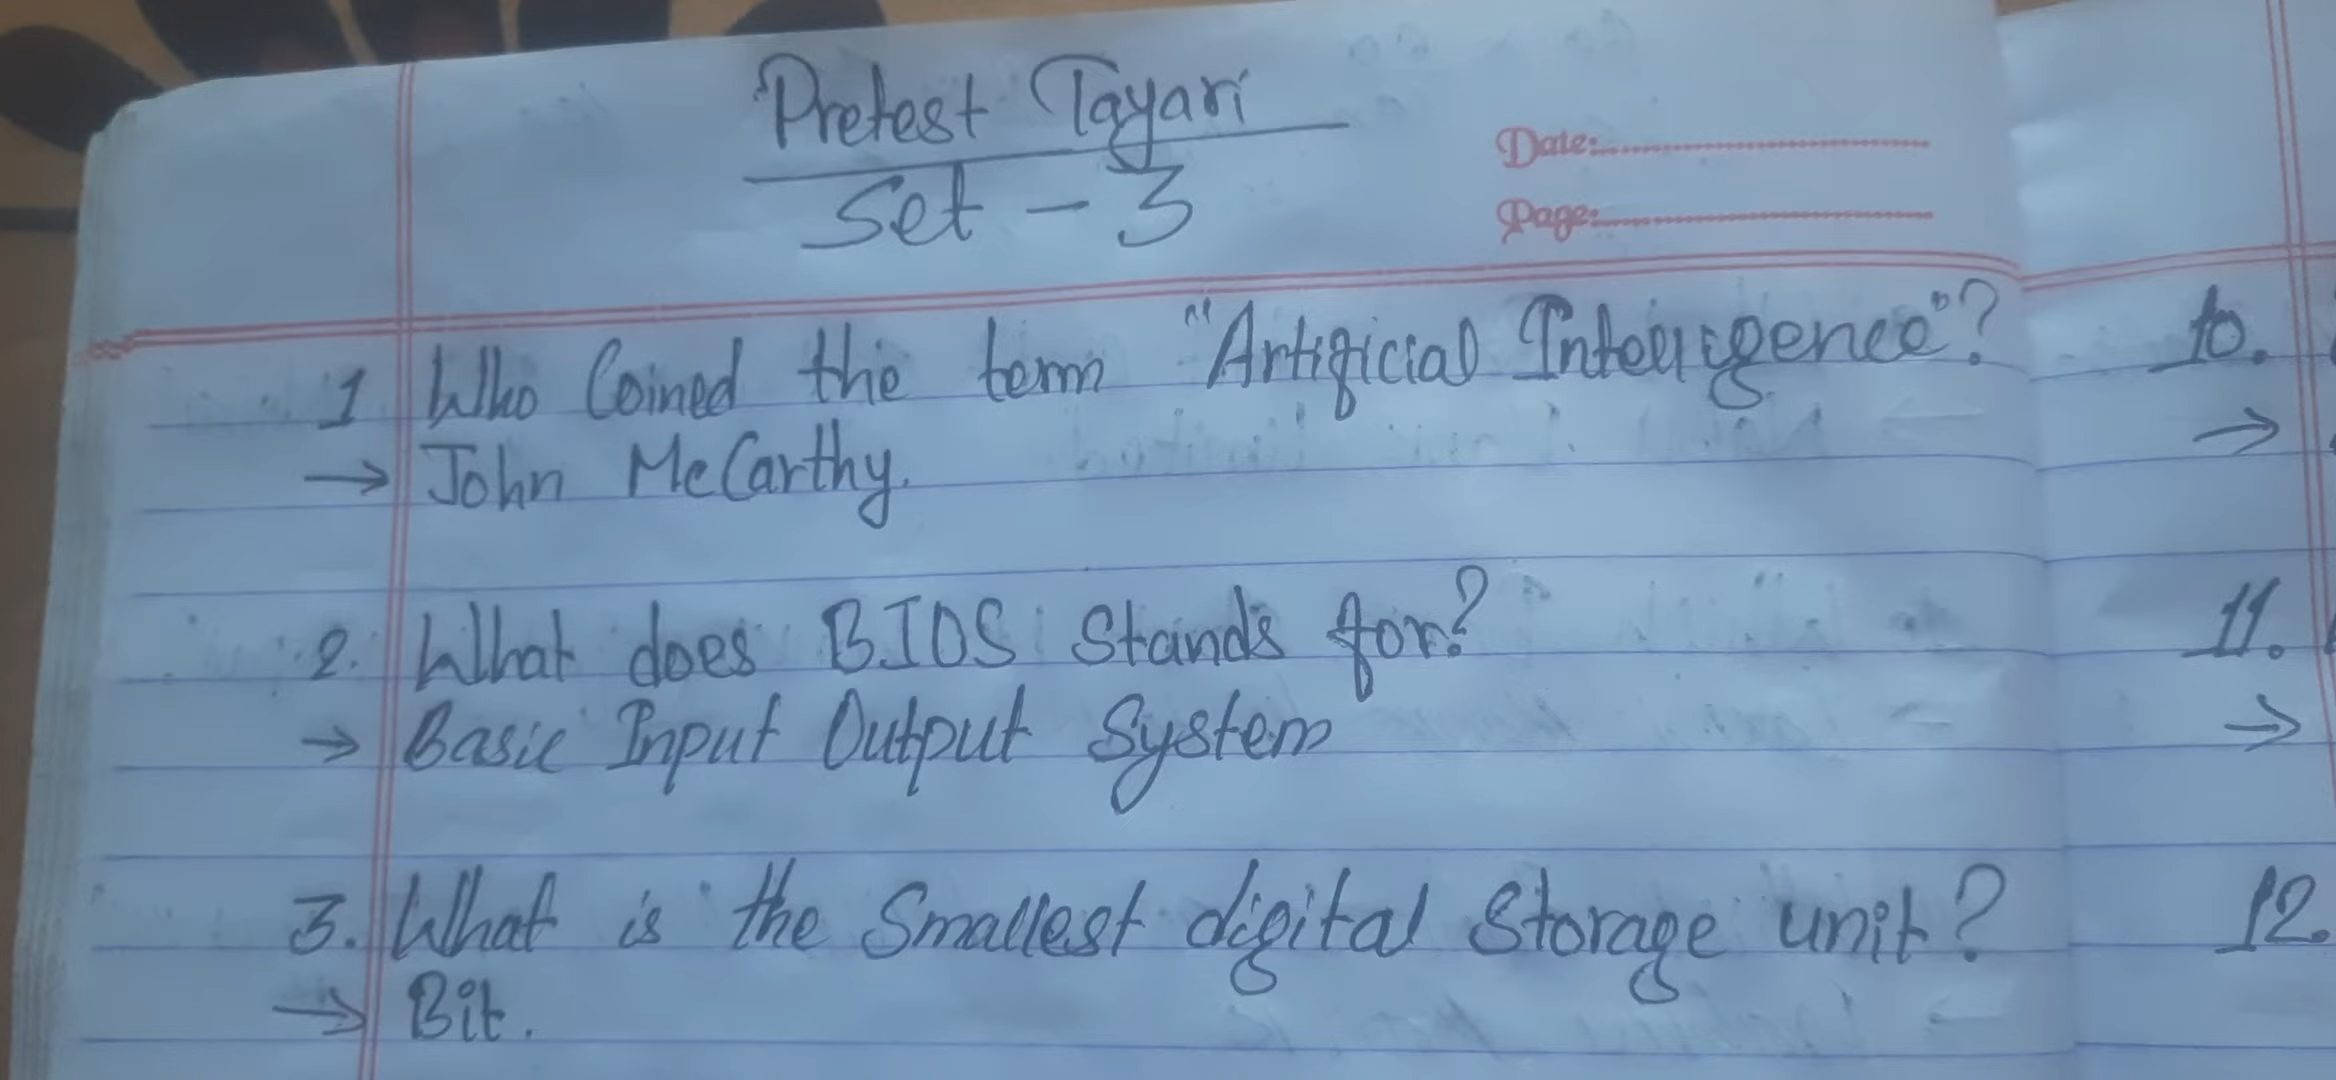 Pretest Tayari
Set - 3
Date:
Page:
1 Who Coined the term "Artificial Intelligence"?
→ John McCarthy.
2. What does BIOS Stands for?
→ Basic Input Output System
3. What is the Smallest digital Storage unit?
→ Bit.
10.
→
11.
→
12.